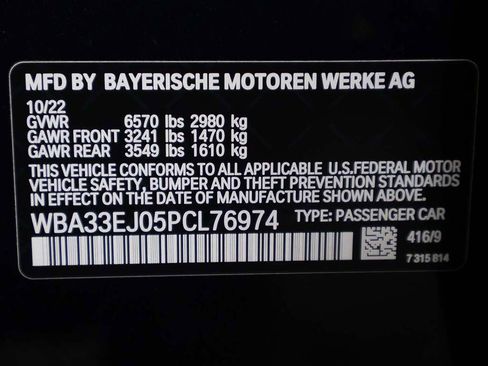 MFD BY BAYERISCHE MOTOREN WERKE AG
10/22
GVWR 6570 lbs 2980 kg
GAWR FRONT 3241 lbs 1470 kg
GAWR REAR 3549 lbs 1610 kg
THIS VEHICLE CONFORMS TO ALL APPLICABLE U.S.FEDERAL MOTOR
VEHICLE SAFETY, BUMPER AND THEFT PREVENTION STANDARDS
IN EFFECT ON THE DATE OF MANUFACTURE SHOWN ABOVE.
WBA33EJ05PCL76974 TYPE: PASSENGER CAR
416/9
7 315 814